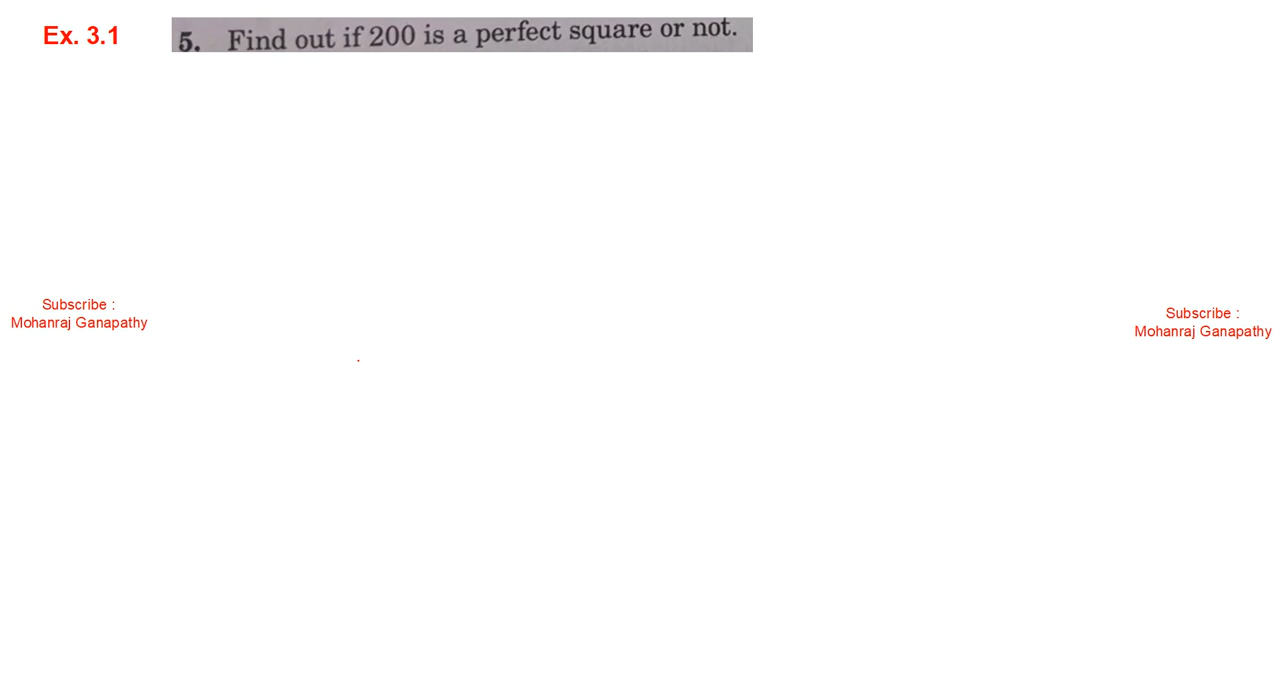 Ex. 3.1
5. Find out if 200 is a perfect square or not.
Subscribe :
Mohanraj Ganapathy
Subscribe :
Mohanraj Ganapathy